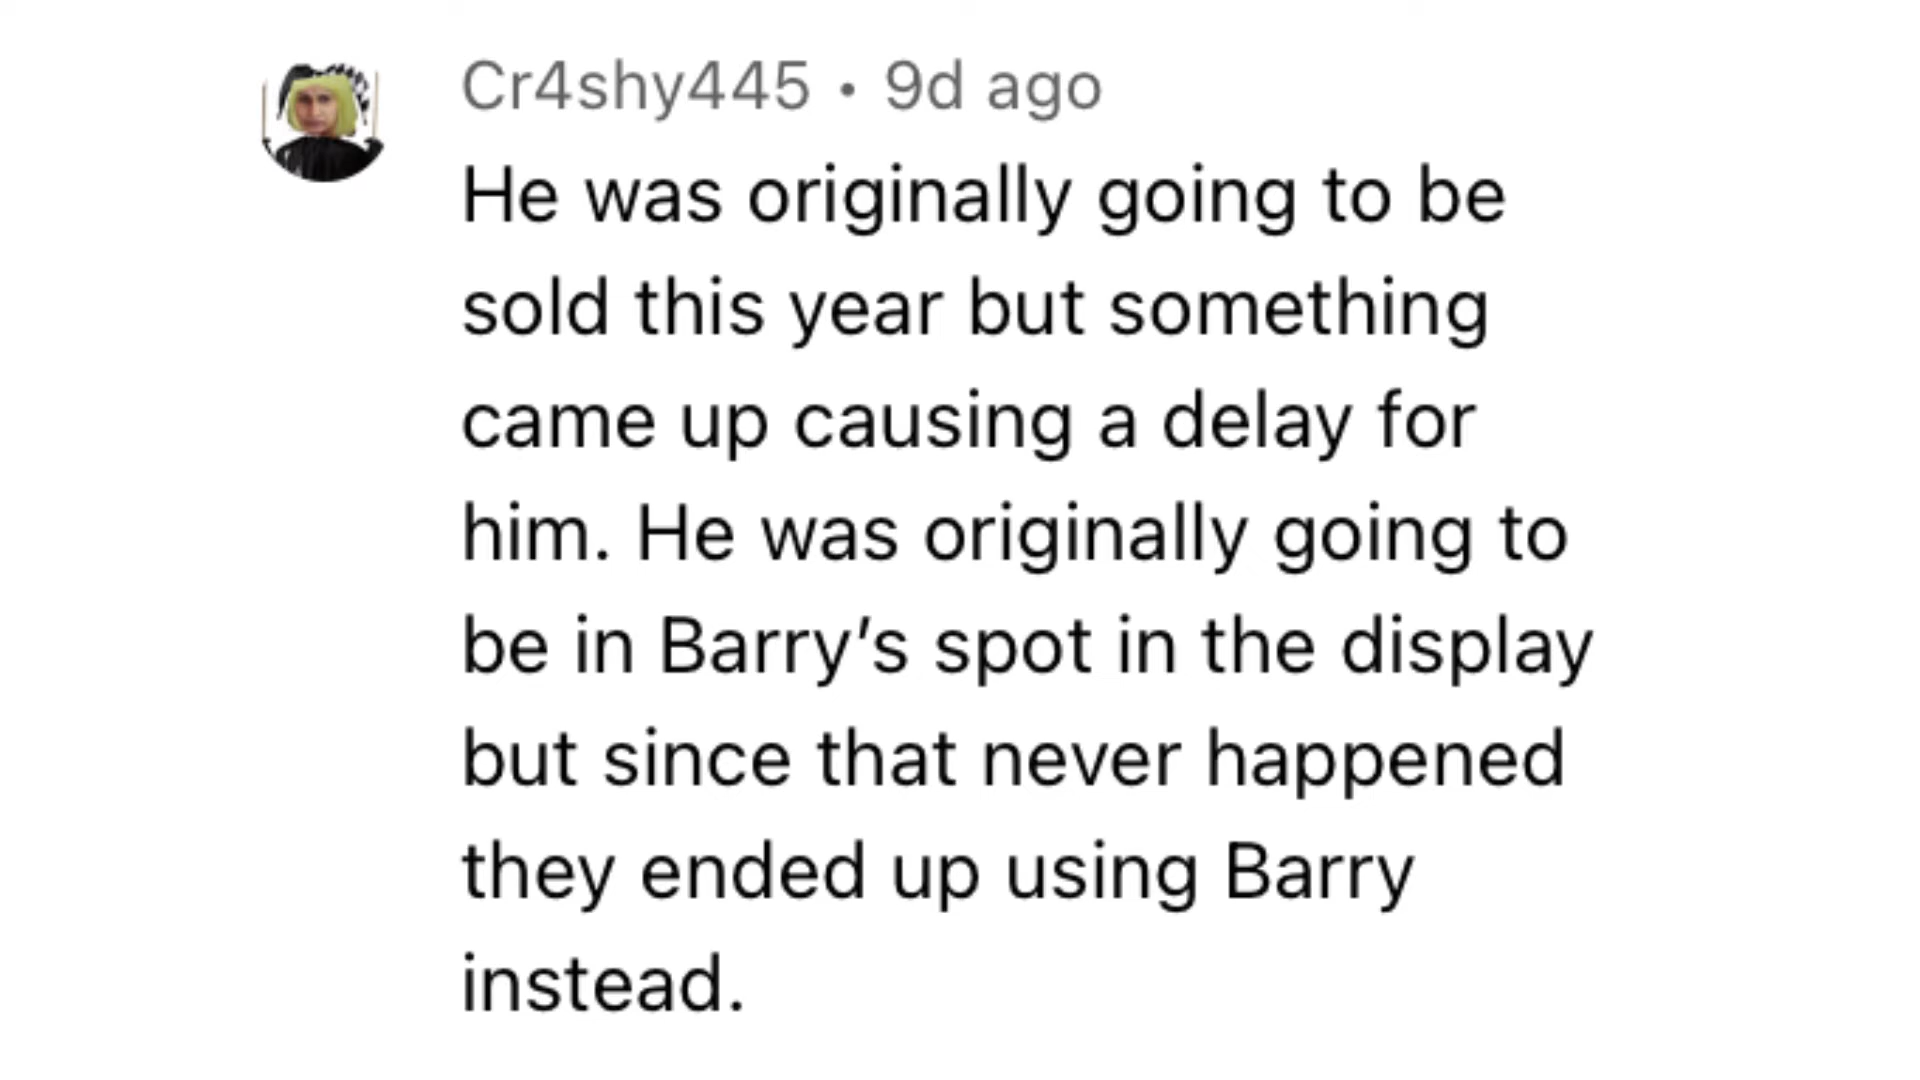 Cr4shy445 • 9d ago
He was originally going to be
sold this year but something
came up causing a delay for
him. He was originally going to
be in Barry’s spot in the display
but since that never happened
they ended up using Barry
instead.